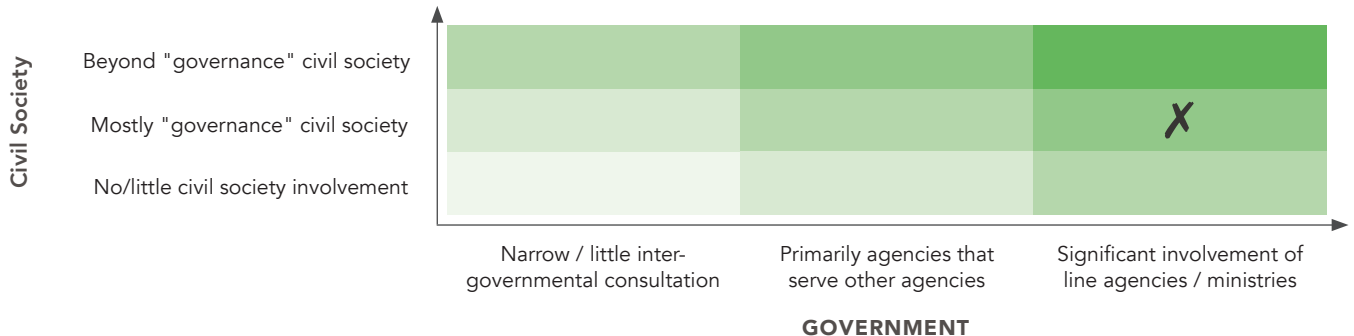 Civil Society
Beyond "governance" civil society
Mostly "governance" civil society
✗
No/little civil society involvement
Narrow / little inter-
governmental consultation
Primarily agencies that
serve other agencies
Significant involvement of
line agencies / ministries
GOVERNMENT